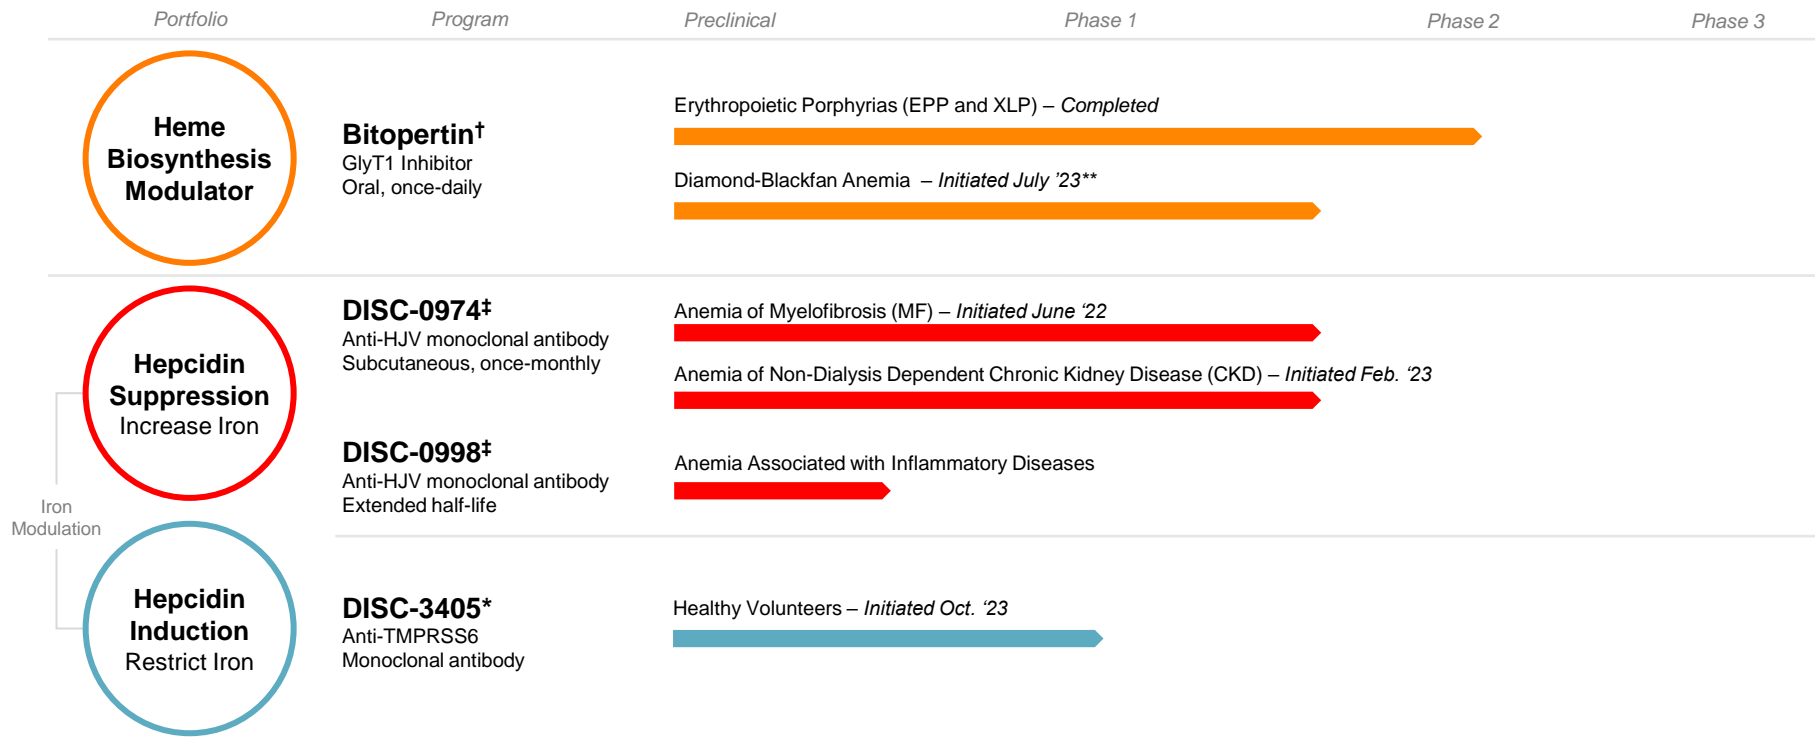 Portfolio Program Preclinical Phase 1 Phase 2 Phase 3
Heme
Biosynthesis
Modulator
Bitopertin†
GlyT1 Inhibitor
Oral, once-daily
Erythropoietic Porphyrias (EPP and XLP) – Completed
Diamond-Blackfan Anemia – Initiated July ’23**
Hepcidin
Suppression
Increase Iron
DISC-0974‡
Anti-HJV monoclonal antibody
Subcutaneous, once-monthly
Anemia of Myelofibrosis (MF) – Initiated June ‘22
Anemia of Non-Dialysis Dependent Chronic Kidney Disease (CKD) – Initiated Feb. ‘23
DISC-0998‡
Anti-HJV monoclonal antibody
Extended half-life
Anemia Associated with Inflammatory Diseases
Iron
Modulation
Hepcidin
Induction
Restrict Iron
DISC-3405*
Anti-TMPRSS6
Monoclonal antibody
Healthy Volunteers – Initiated Oct. ‘23